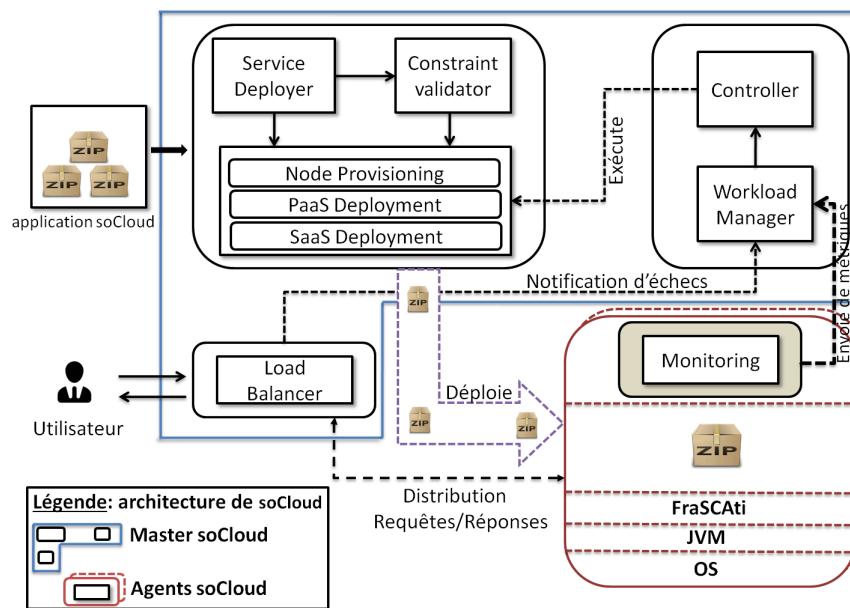 Service
Deployer
Constraint
validator
Controller
ZIP
ZIP
ZIP
application soCloud
Node Provisioning
PaaS Deployment
SaaS Deployment
Exécute
Workload
Manager
Envoie de métriques
Notification d'échecs
ZIP
Load
Balancer
Monitoring
Utilisateur
Déploie
ZIP
ZIP
ZIP
Distribution
Requêtes/Réponses
FraSCAti
JVM
OS
Légende: architecture de soCloud
Master soCloud
Agents soCloud